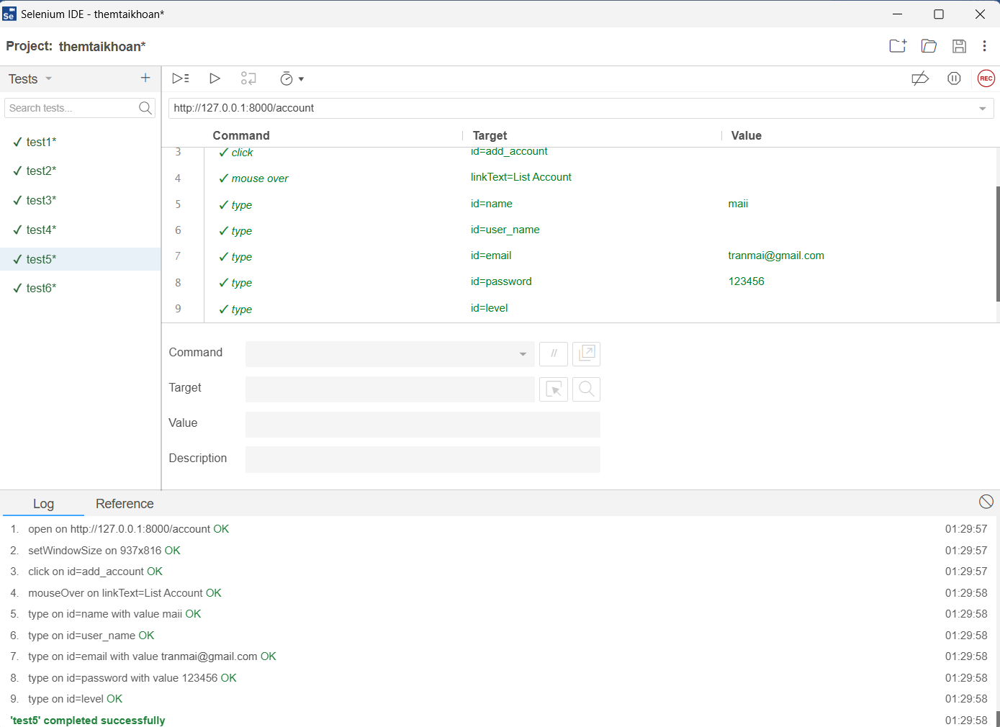 Selenium IDE - themtaikhoan*
Project: themtaikhoan*
Tests
Search tests...
test1*
test2*
test3*
test4*
test5*
test6*
REC
http://127.0.0.1:8000/account
Command Target Value
3 click id=add_account
4 mouse over linkText=List Account
5 type id=name maii
6 type id=user_name
7 type id=email tranmai@gmail.com
8 type id=password 123456
9 type id=level
Command //
Target
Value
Description
Log Reference
1. open on http://127.0.0.1:8000/account OK 01:29:57
2. setWindowSize on 937x816 OK 01:29:57
3. click on id=add_account OK 01:29:57
4. mouseOver on linkText=List Account OK 01:29:58
5. type on id=name with value maii OK 01:29:58
6. type on id=user_name OK 01:29:58
7. type on id=email with value tranmai@gmail.com OK 01:29:58
8. type on id=password with value 123456 OK 01:29:58
9. type on id=level OK 01:29:58
'test5' completed successfully 01:29:58